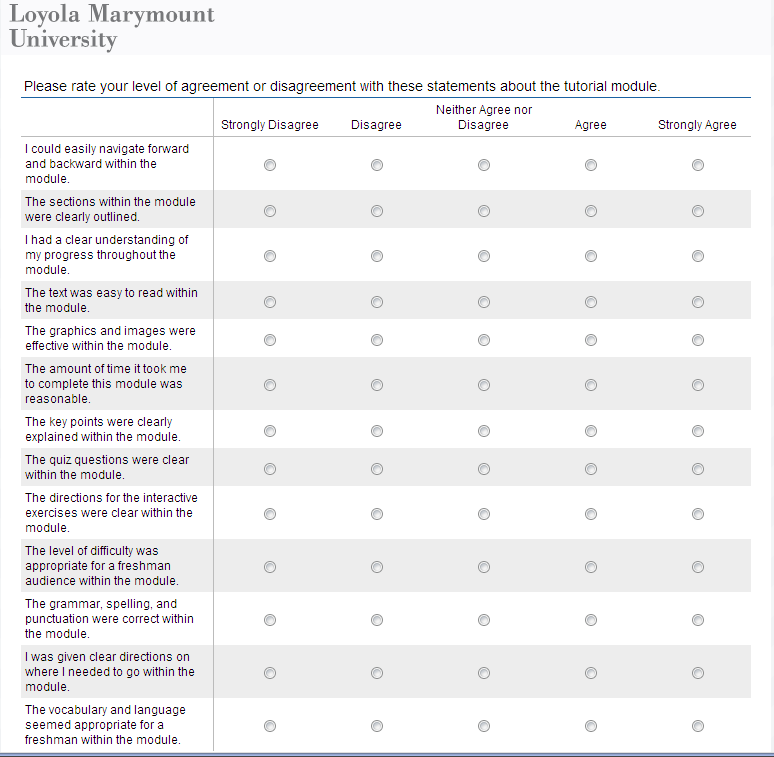 Loyola Marymount
University
Please rate your level of agreement or disagreement with these statements about the tutorial module.
Neither Agree nor
Strongly Disagree Disagree Disagree Agree Strongly Agree
I could easily navigate forward
and backward within the
module.
The sections within the module
were clearly outlined.
I had a clear understanding of
my progress throughout the
module.
The text was easy to read within
the module.
The graphics and images were
effective within the module.
The amount of time it took me
to complete this module was
reasonable.
The key points were clearly
explained within the module.
The quiz questions were clear
within the module.
The directions for the interactive
exercises were clear within the
module.
The level of difficulty was
appropriate for a freshman
audience within the module.
The grammar, spelling, and
punctuation were correct within
the module.
I was given clear directions on
where I needed to go within the
module.
The vocabulary and language
seemed appropriate for a
freshman within the module.